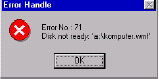 Error Handle
Error No : 71
Disk not ready: 'a:\komputer.wmf'
OK